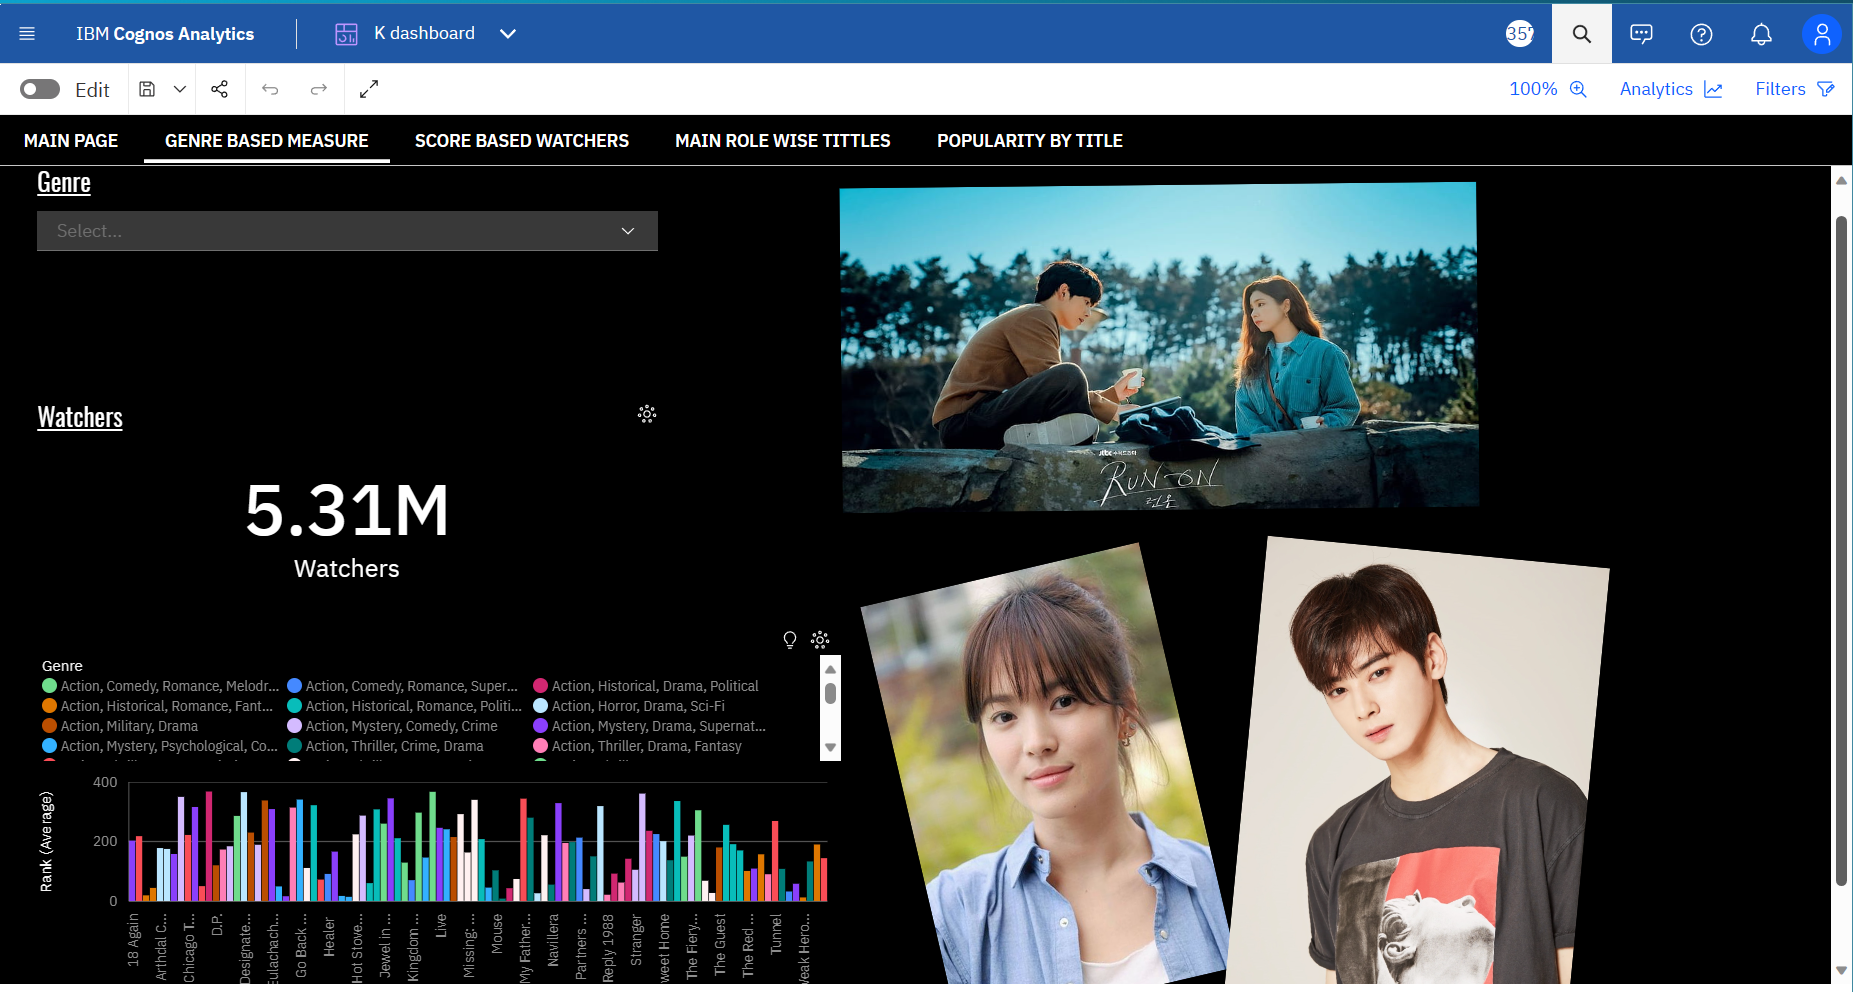 IBM Cognos Analytics
K dashboard
357
Edit
100%
Analytics
Filters
MAIN PAGE
GENRE BASED MEASURE
SCORE BASED WATCHERS
MAIN ROLE WISE TITTLES
POPULARITY BY TITLE
Genre
Select...
Watchers
5.31M
Watchers
RUN-ON
런온
Genre
Action, Comedy, Romance, Melodr...
Action, Comedy, Romance, Super...
Action, Historical, Drama, Political
Action, Historical, Romance, Fant...
Action, Historical, Romance, Politi...
Action, Horror, Drama, Sci-Fi
Action, Military, Drama
Action, Mystery, Comedy, Crime
Action, Mystery, Drama, Supernat...
Action, Mystery, Psychological, Co...
Action, Thriller, Crime, Drama
Action, Thriller, Drama, Fantasy
400
200
0
Rank (Average)
18 Again
Arthdal C...
Chicago T...
D.P.
Designate...
Eulachach...
Go Back ...
Healer
Hot Stove...
Jewel in ...
Kingdom ...
Live
Missing: ...
Mouse
My Father...
Navillera
Partners ...
Reply 1988
Stranger
weet Home
The Fiery...
The Guest
The Red ...
Tunnel
Weak Hero...